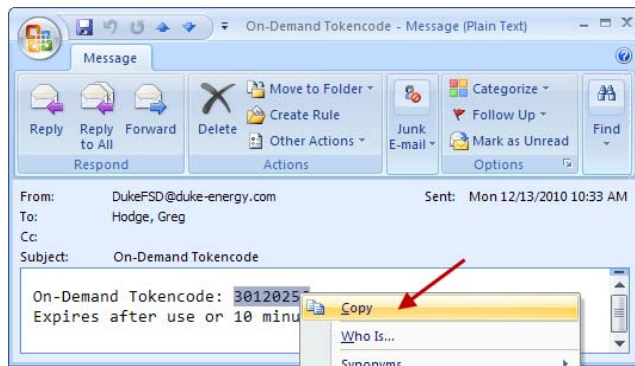 On-Demand Tokencode - Message (Plain Text)
Message
Reply
Reply to All
Forward
Delete
Move to Folder
Create Rule
Other Actions
Junk E-mail
Categorize
Follow Up
Mark as Unread
Find
Respond
Actions
Options
From: DukeFSD@duke-energy.com Sent: Mon 12/13/2010 10:33 AM
To: Hodge, Greg
Cc:
Subject: On-Demand Tokencode
On-Demand Tokencode:
Expires after use or 10
Copy
Who Is...
Synonyms